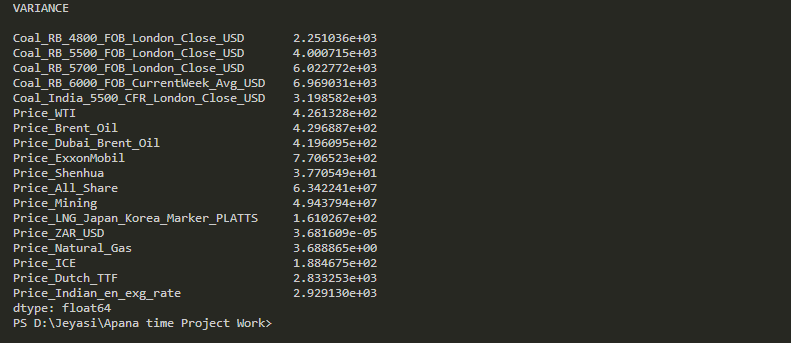 VARIANCE
Coal_RB_4800_FOB_London_Close_USD 2.251036e+03
Coal_RB_5500_FOB_London_Close_USD 4.000715e+03
Coal_RB_5700_FOB_London_Close_USD 6.022772e+03
Coal_RB_6000_FOB_CurrentWeek_Avg_USD 6.969031e+03
Coal_India_5500_CFR_London_Close_USD 3.198582e+03
Price_WTI 4.261328e+02
Price_Brent_Oil 4.296887e+02
Price_Dubai_Brent_Oil 4.196095e+02
Price_ExxonMobil 7.706523e+02
Price_Shenhua 3.770549e+01
Price_All_Share 6.342241e+07
Price_Mining 4.943794e+07
Price_LNG_Japan_Korea_Marker_PLATTS 1.610267e+02
Price_ZAR_USD 3.681609e-05
Price_Natural_Gas 3.688865e+00
Price_ICE 1.884675e+02
Price_Dutch_TTF 2.833253e+03
Price_Indian_en_exg_rate 2.929130e+03
dtype: float64
PS D:\Jeyasi\Apana time Project Work>